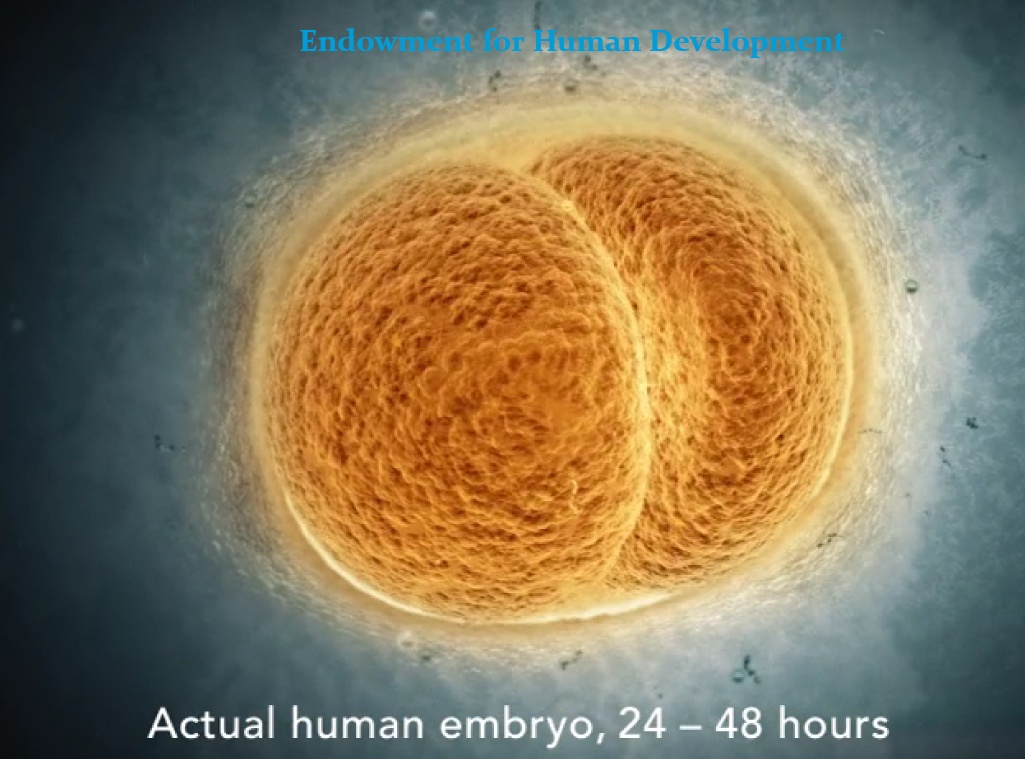 Endowment for Human Development
Actual human embryo, 24 – 48 hours